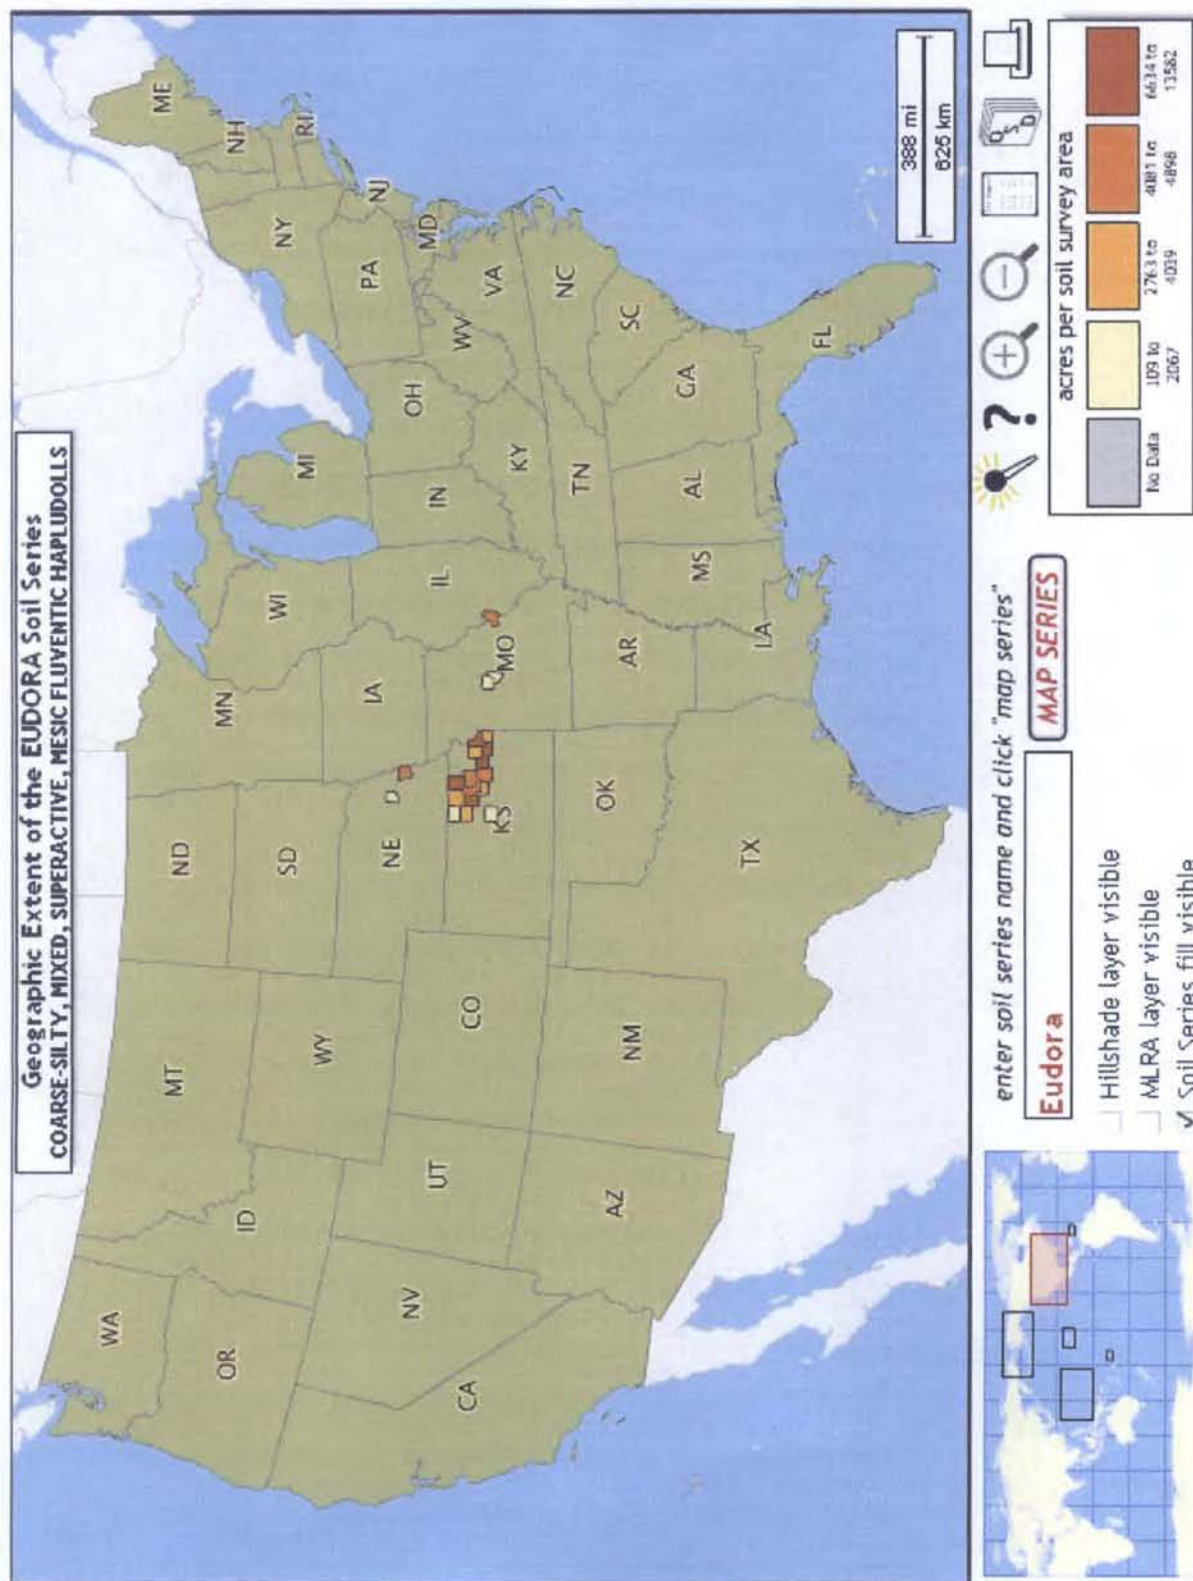 Geographic Extent of the EUDORA Soil Series
COARSE-SILTY, MIXED, SUPERACTIVE, MESIC FLUVENTIC HAPLUDOLLS
WA
OR
CA
NV
ID
MT
WY
UT
AZ
CO
NM
ND
SD
NE
KS
OK
TX
MN
IA
MO
AR
LA
WI
IL
MS
MI
IN
KY
TN
AL
OH
WV
GA
FL
SC
NC
VA
PA
MD
NJ
NY
NH
RI
ME
388 mi
625 km
enter soil series name and click "map series"
Eudora
MAP SERIES
Hillshade layer visible
MLRA layer visible
Soil Series fill visible
?
OSD
acres per soil survey area
No Data
109 to
2067
2763 to
4039
4081 to
4898
6634 to
13582